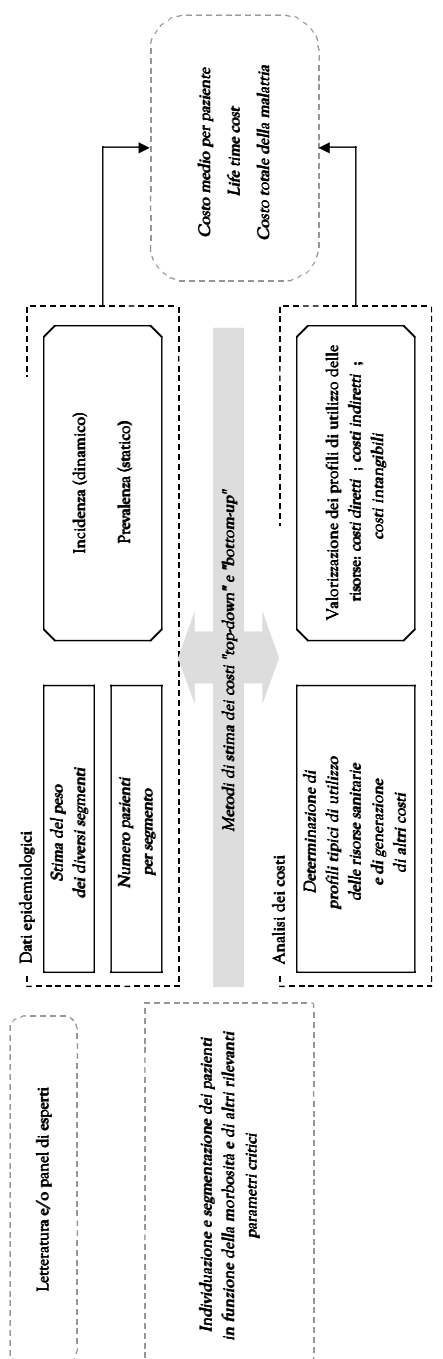 Letteratura e/o panel di esperti
Individuazione e segmentazione dei pazienti
in funzione della morbosità e di altri rilevanti
parametri critici
Dati epidemiologici
Stima del peso
dei diversi segmenti
Numero pazienti
per segmento
Incidenza (dinamico)
Prevalenza (statico)
Metodi di stima dei costi "top-down" e "bottom-up"
Analisi dei costi
Determinazione di
profili tipici di utilizzo
delle risorse sanitarie
e di generazione
di altri costi
Valorizzazione dei profili di utilizzo delle
risorse: costi diretti ; costi indiretti ;
costi intangibili
Costo medio per paziente
Life time cost
Costo totale della malattia